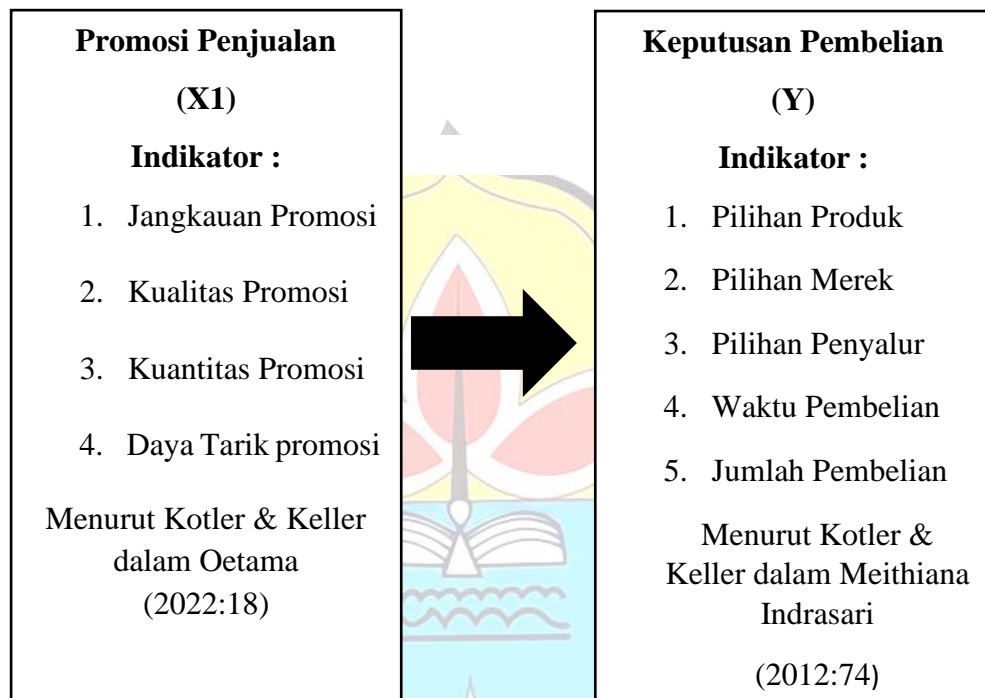 Promosi Penjualan
(X1)
Indikator :
1. Jangkauan Promosi
2. Kualitas Promosi
3. Kuantitas Promosi
4. Daya Tarik promosi
Menurut Kotler & Keller
dalam Oetama
(2022:18)
Keputusan Pembelian
(Y)
Indikator :
1. Pilihan Produk
2. Pilihan Merek
3. Pilihan Penyalur
4. Waktu Pembelian
5. Jumlah Pembelian
Menurut Kotler &
Keller dalam Meithiana
Indrasari
(2012:74)